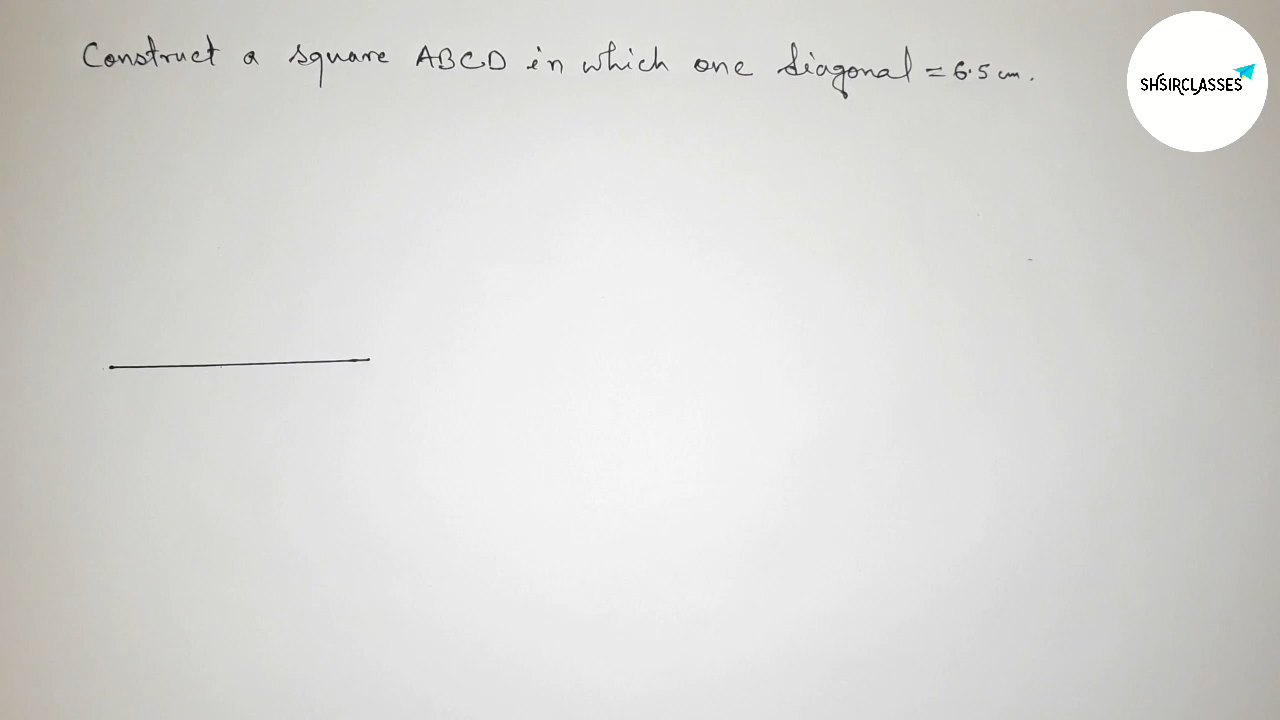 Construct a square ABCD in which one diagonal = 6.5 cm.
SHSIRCLASSES